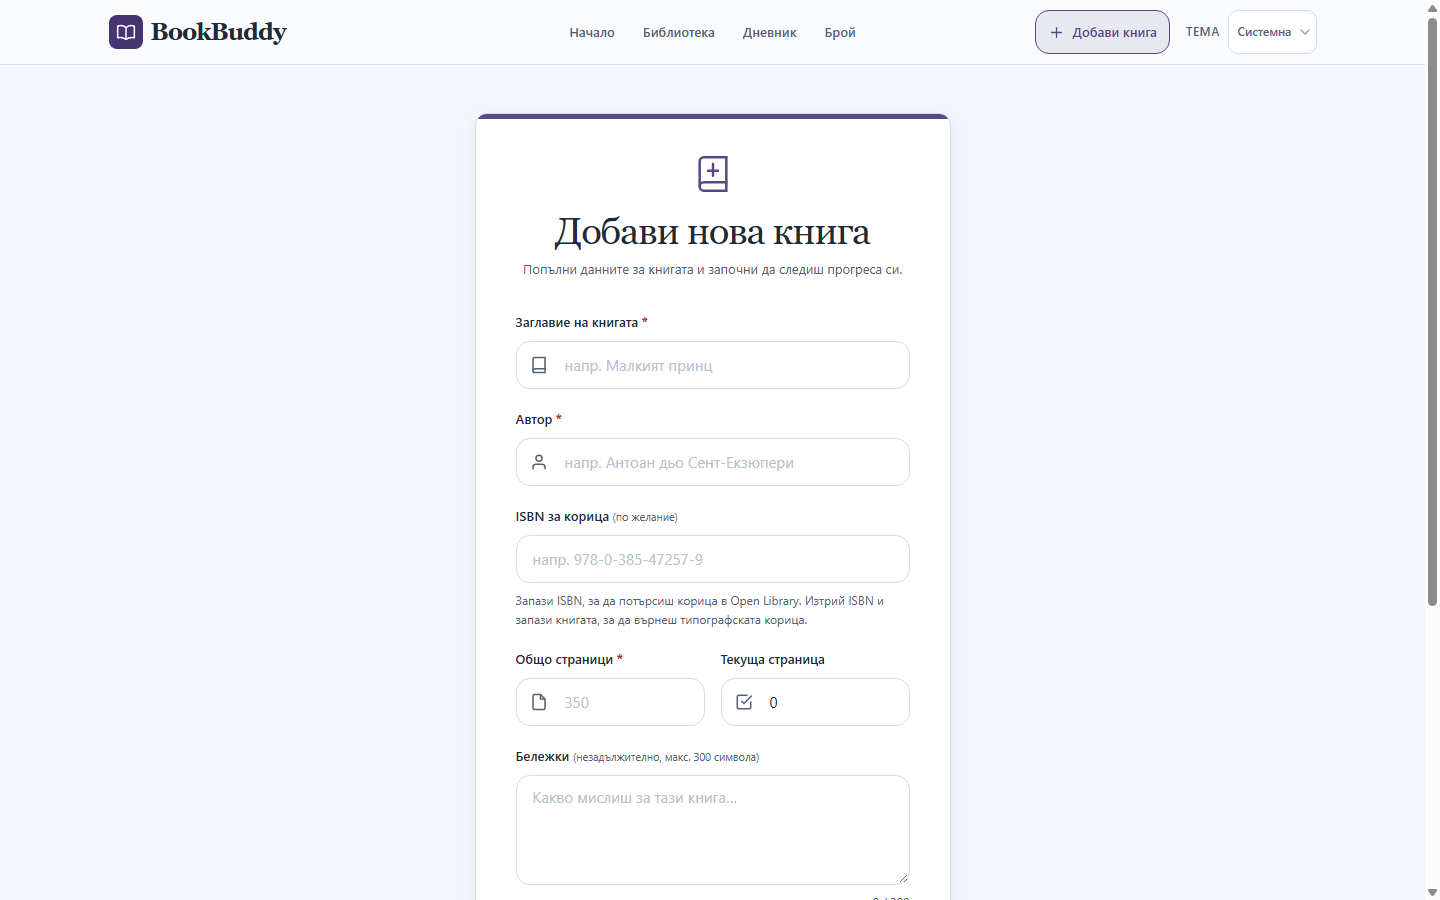 BookBuddy
Начало Библиотека Дневник Брой
Добави книга
ТЕМА
Системна
Добави нова книга
Попълни данните за книгата и започни да следиш прогреса си.
Заглавие на книгата *
напр. Малкият принц
Автор *
напр. Антоан дьо Сент-Екзюпери
ISBN за корица (по желание)
напр. 978-0-385-47257-9
Запази ISBN, за да потърсиш корица в Open Library. Изтрий ISBN и
запази книгата, за да върнеш типографската корица.
Общо страници * Текуща страница
350 0
Бележки (незадължително, макс. 300 символа)
Какво мислиш за тази книга...